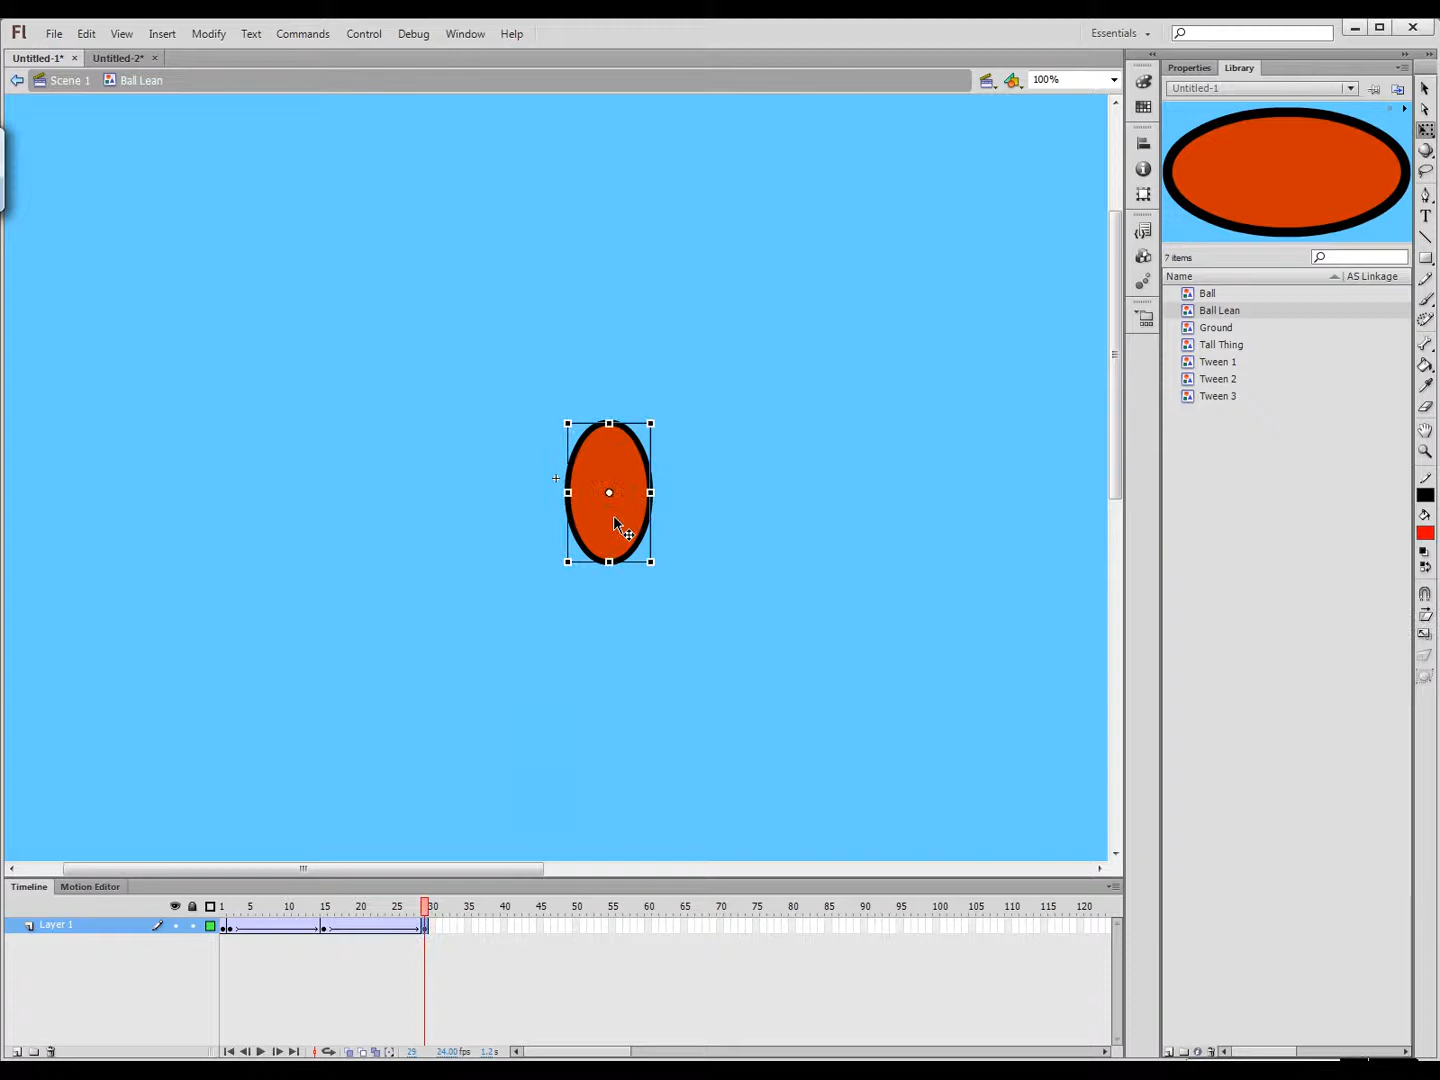 Fl File Edit View Insert Modify Text Commands Control Debug Window Help Essentials
Untitled-1* × Untitled-2* ×
Scene 1 Ball Lean 100%
Properties Library
Untitled-1
7 items
Name AS Linkage
Ball
Ball Lean
Ground
Tall Thing
Tween 1
Tween 2
Tween 3
T
Timeline Motion Editor
1 5 10 15 20 25 30 35 40 45 50 55 60 65 70 75 80 85 90 95 100 105 110 115 120
Layer 1
29 24.00 fps 1.2 s